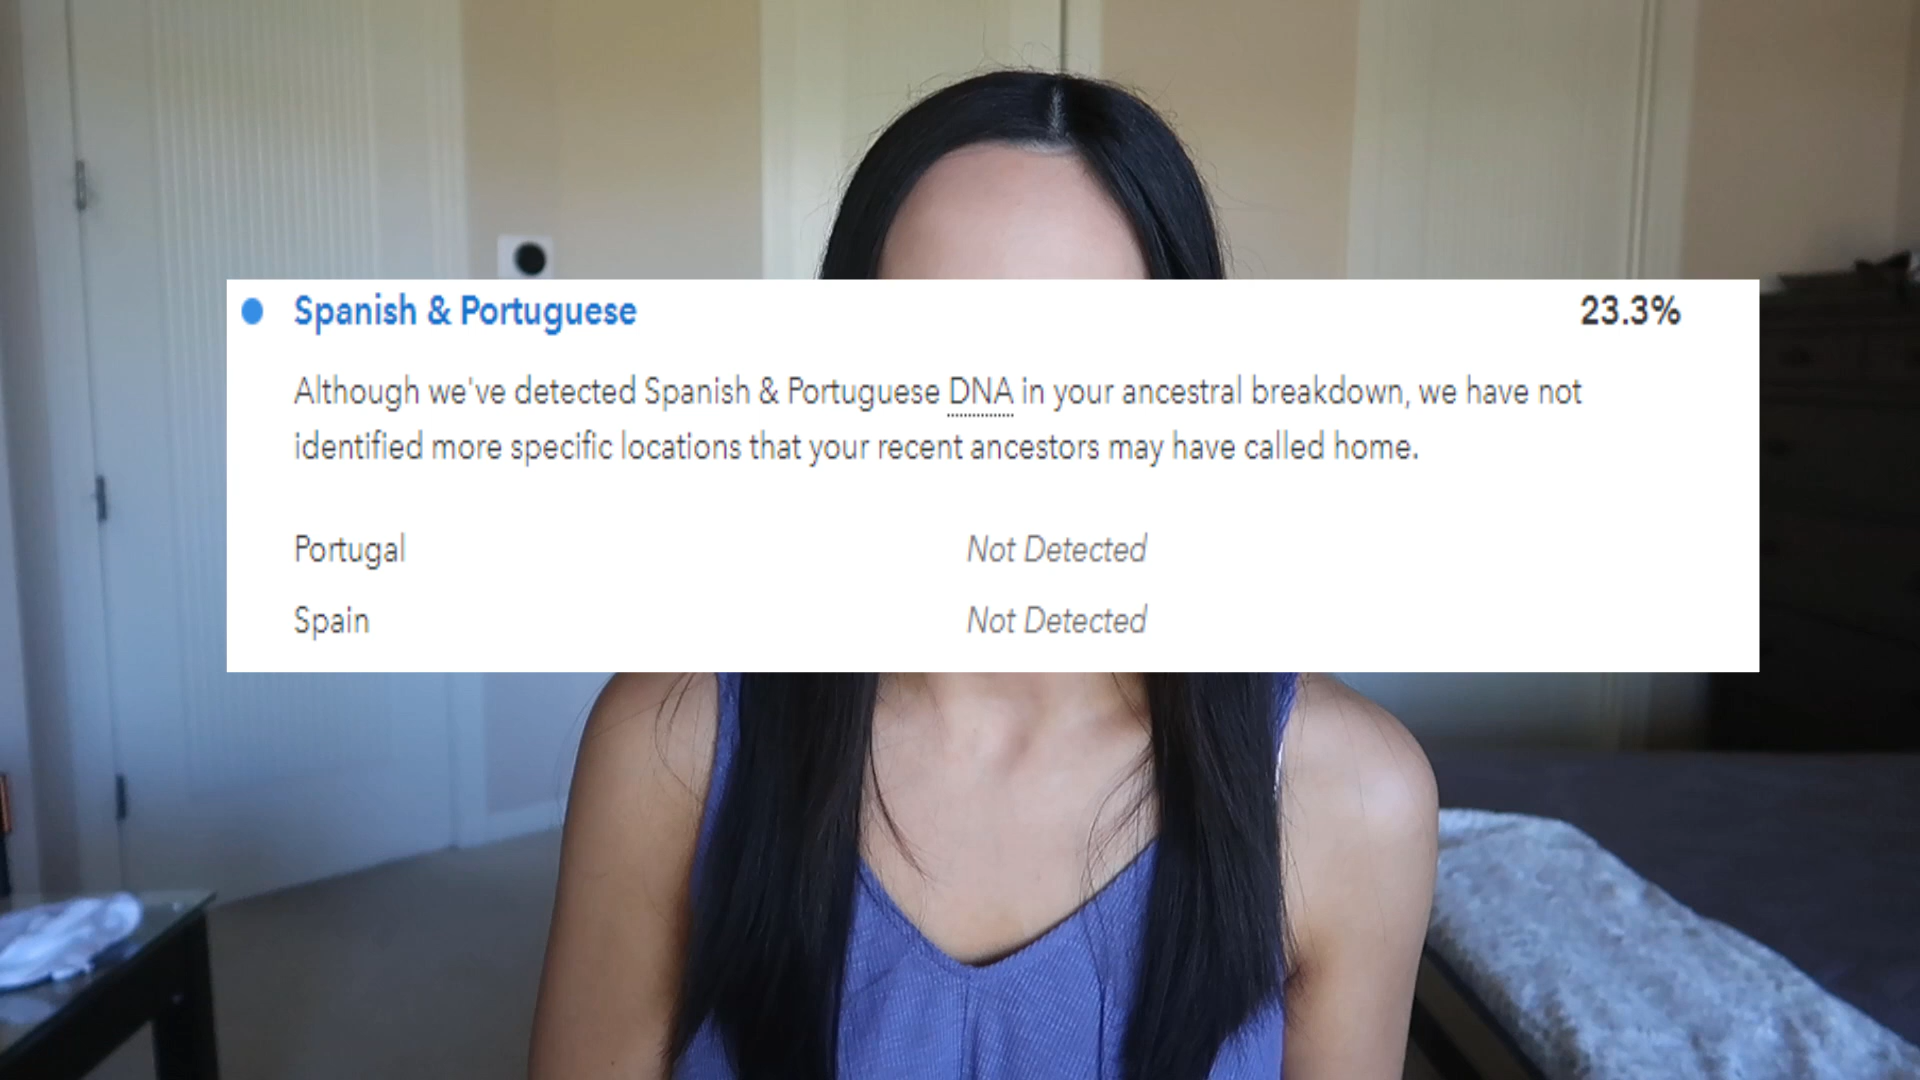 Spanish & Portuguese 23.3%
Although we've detected Spanish & Portuguese DNA in your ancestral breakdown, we have not
identified more specific locations that your recent ancestors may have called home.
Portugal Not Detected
Spain Not Detected